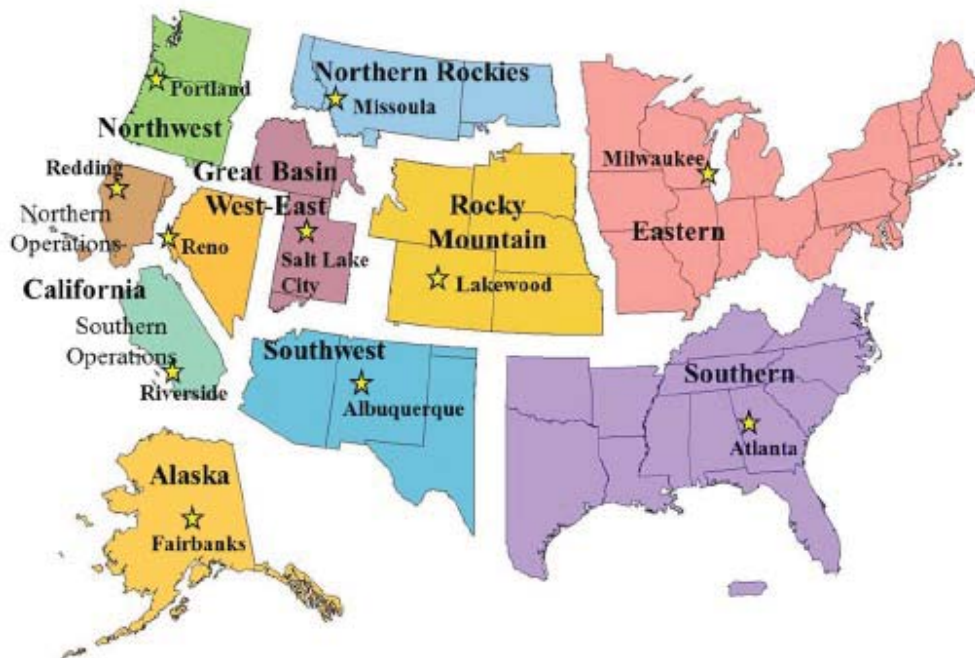 Northern Rockies
Portland
Missoula
Northwest
Milwaukee
Redding
Great Basin
West-East
Rocky
Mountain
Eastern
Northern
Operations
Reno
Salt Lake
City
Lakewood
California
Southern
Operations
Riverside
Southwest
Albuquerque
Southern
Atlanta
Alaska
Fairbanks